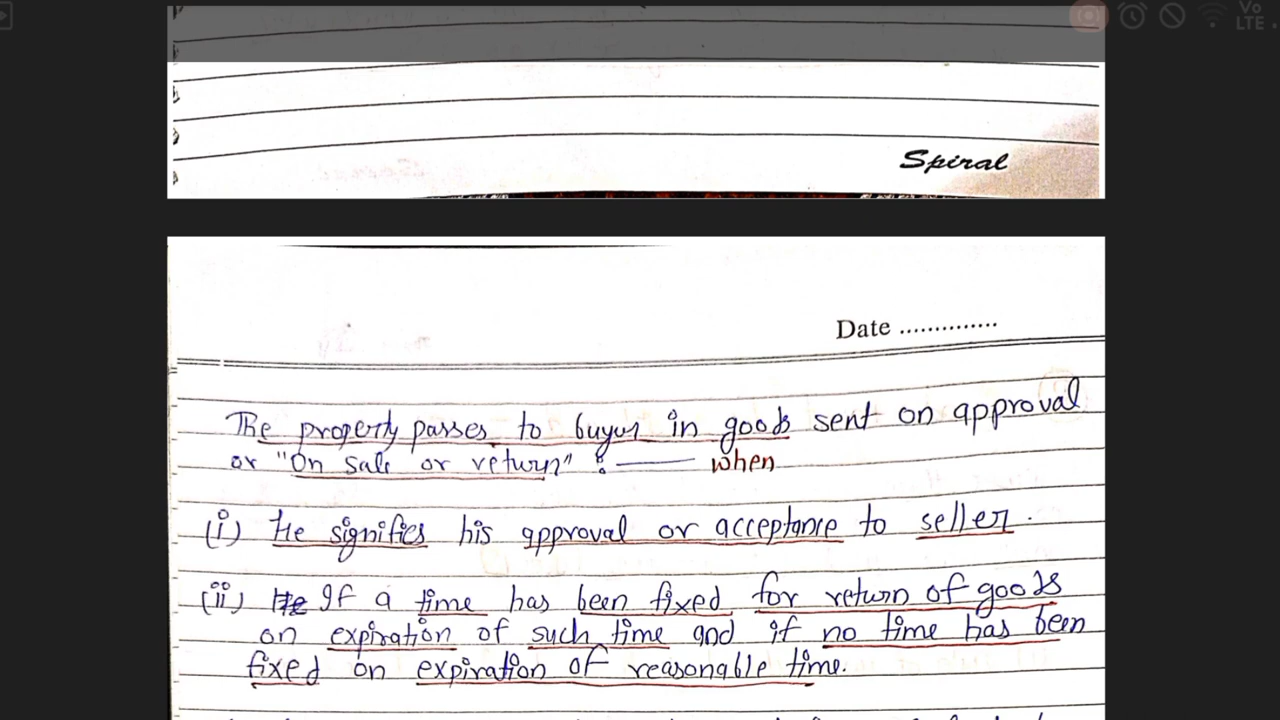 Vo
LTE
Spiral
Date ..............
The property passes to buyer in goods sent on approval
or "On sale or return" : —— when
(i) He signifies his approval or acceptance to seller.
(ii) He If a time has been fixed for return of goods
on expiration of such time and if no time has been
fixed on expiration of reasonable time.